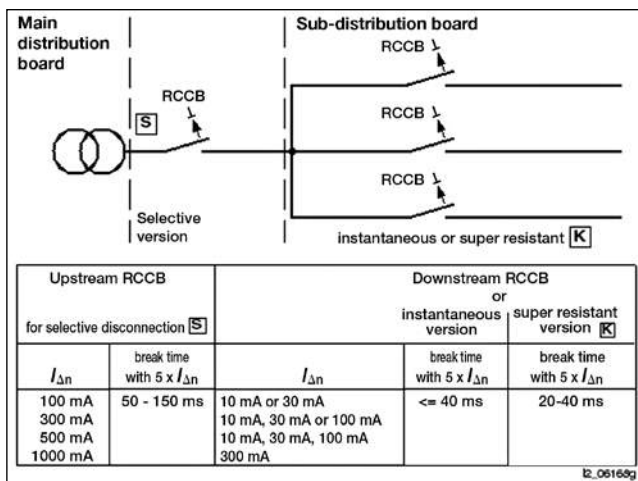 Main
distribution
board
Sub-distribution board
RCCB
RCCB
S
RCCB
RCCB
Selective
version
instantaneous or super resistant K
Upstream RCCB
for selective disconnection S
Downstream RCCB
or
instantaneous
version
super resistant
version K
IΔn
break time
with 5 x IΔn
IΔn
break time
with 5 x IΔn
break time
with 5 x IΔn
100 mA 50 - 150 ms 10 mA or 30 mA <= 40 ms 20-40 ms
300 mA 10 mA, 30 mA or 100 mA
500 mA 10 mA, 30 mA, 100 mA
1000 mA 300 mA
l2_06168g